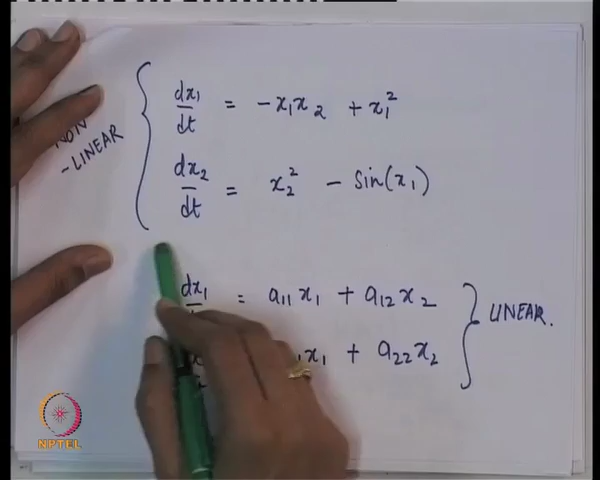 dx₁/dt = -x₁x₂ + x₁²
NON
-LINEAR
dx₂/dt = x₂² - sin(x₁)
dx₁ = a₁₁x₁ + a₁₂x₂
LINEAR.
x₁ + a₂₂x₂
NPTEL